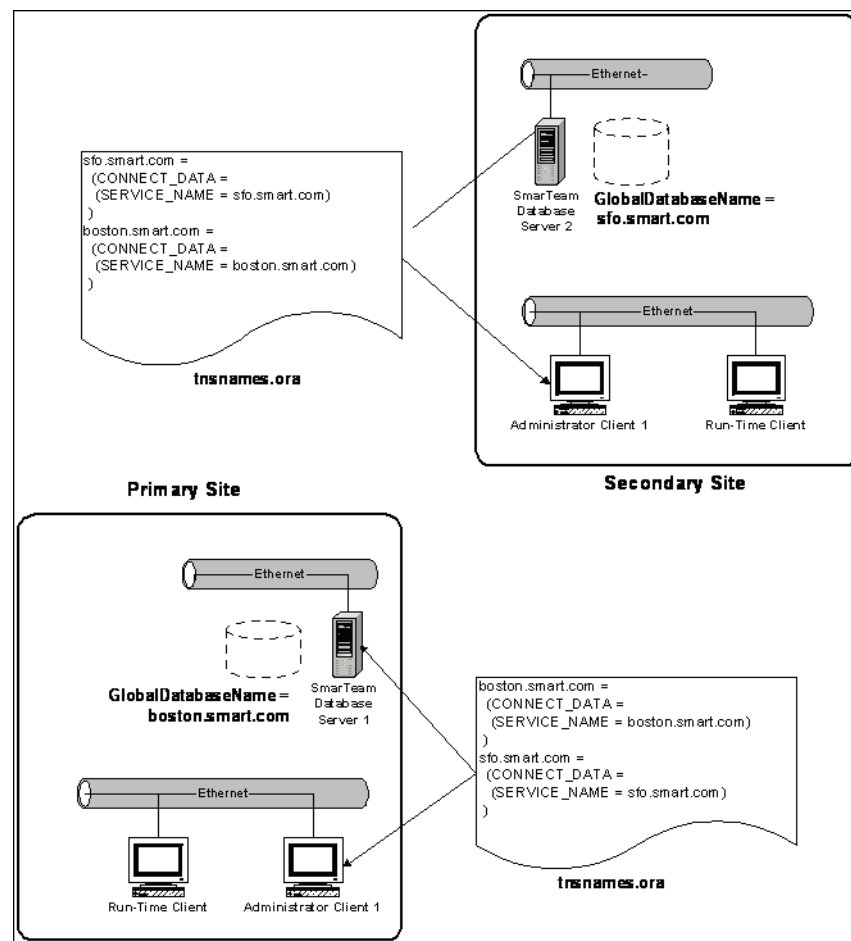 Ethernet-
sfo.smart.com =
(CONNECT_DATA =
(SERVICE_NAME = sfo.smart.com)
)
boston.smart.com =
(CONNECT_DATA =
(SERVICE_NAME = boston.smart.com)
)
tnsnames.ora
SmarTeam
Database
Server 2
GlobalDatabaseName =
sfo.smart.com
Ethernet
Administrator Client 1
Run-Time Client
Secondary Site
Primary Site
Ethernet
GlobalDatabaseName =
boston.smart.com
SmarTeam
Database
Server 1
Ethernet
Run-Time Client
Administrator Client 1
boston.smart.com =
(CONNECT_DATA =
(SERVICE_NAME = boston.smart.com)
)
sfo.smart.com =
(CONNECT_DATA =
(SERVICE_NAME = sfo.smart.com)
)
tnsnames.ora